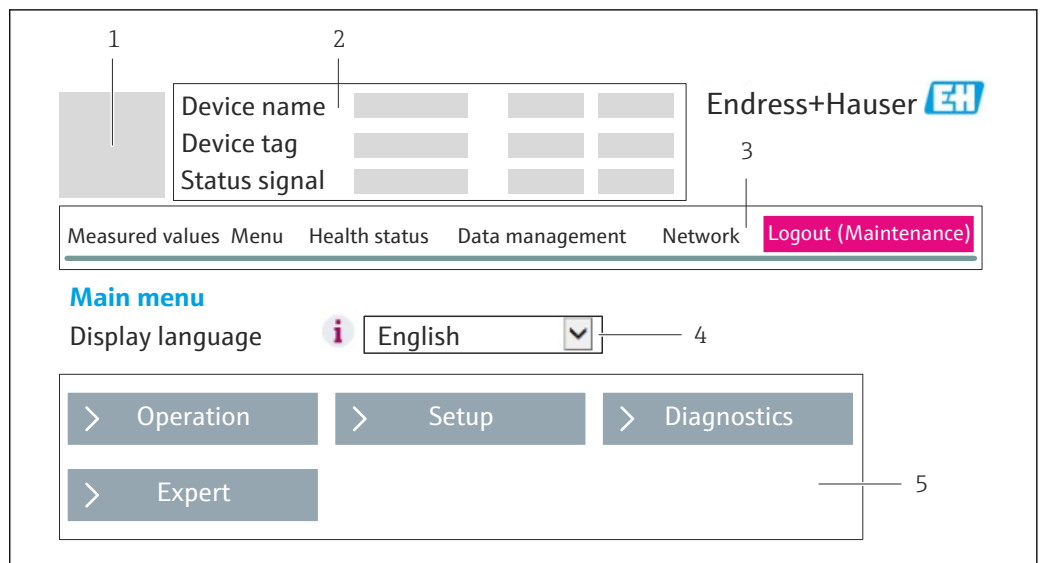 1 2
Device name
Device tag
Status signal
Endress+Hauser EH
3
Measured values Menu Health status Data management Network Logout (Maintenance)
Main menu
Display language i English 4
> Operation > Setup > Diagnostics
> Expert 5